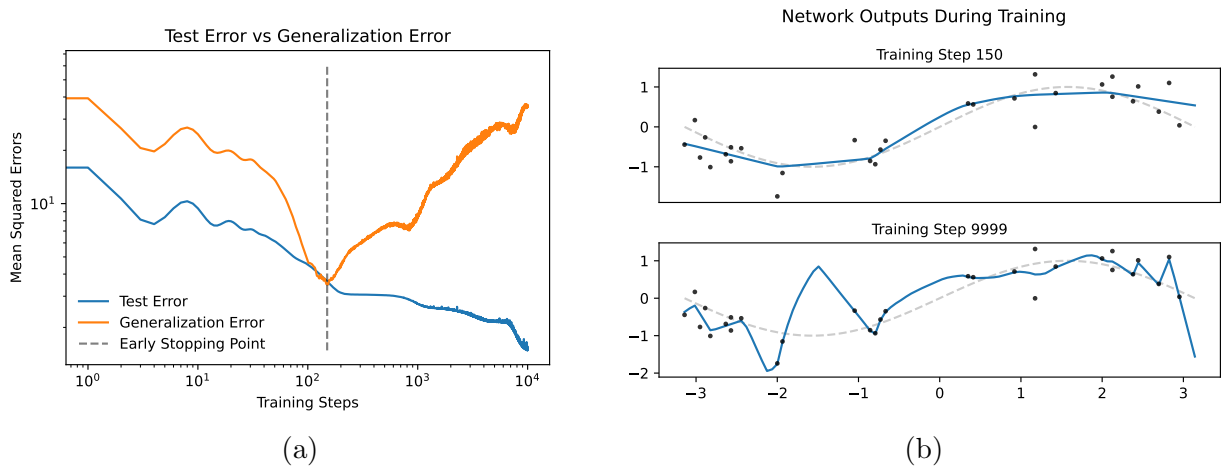 Test Error vs Generalization Error
Mean Squared Errors
10^1
Test Error
Generalization Error
Early Stopping Point
10^0 10^1 10^2 10^3 10^4
Training Steps
(a)
Network Outputs During Training
Training Step 150
1
0
−1
Training Step 9999
1
0
−1
−2
−3 −2 −1 0 1 2 3
(b)